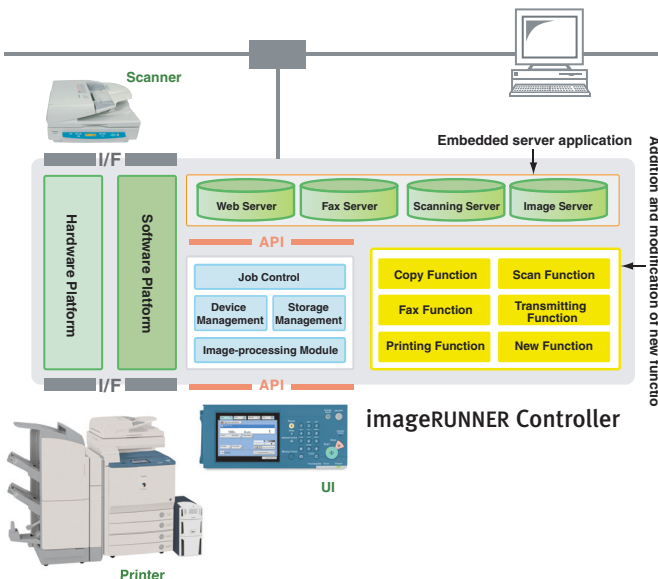 Scanner
Embedded server application
I/F
Web Server
Fax Server
Scanning Server
Image Server
Hardware Platform
Software Platform
API
Job Control
Device
Management
Storage
Management
Image-processing Module
Copy Function
Scan Function
Fax Function
Transmitting
Function
Printing Function
New Function
Addition and modification of new functio
I/F
API
imageRUNNER Controller
UI
Printer